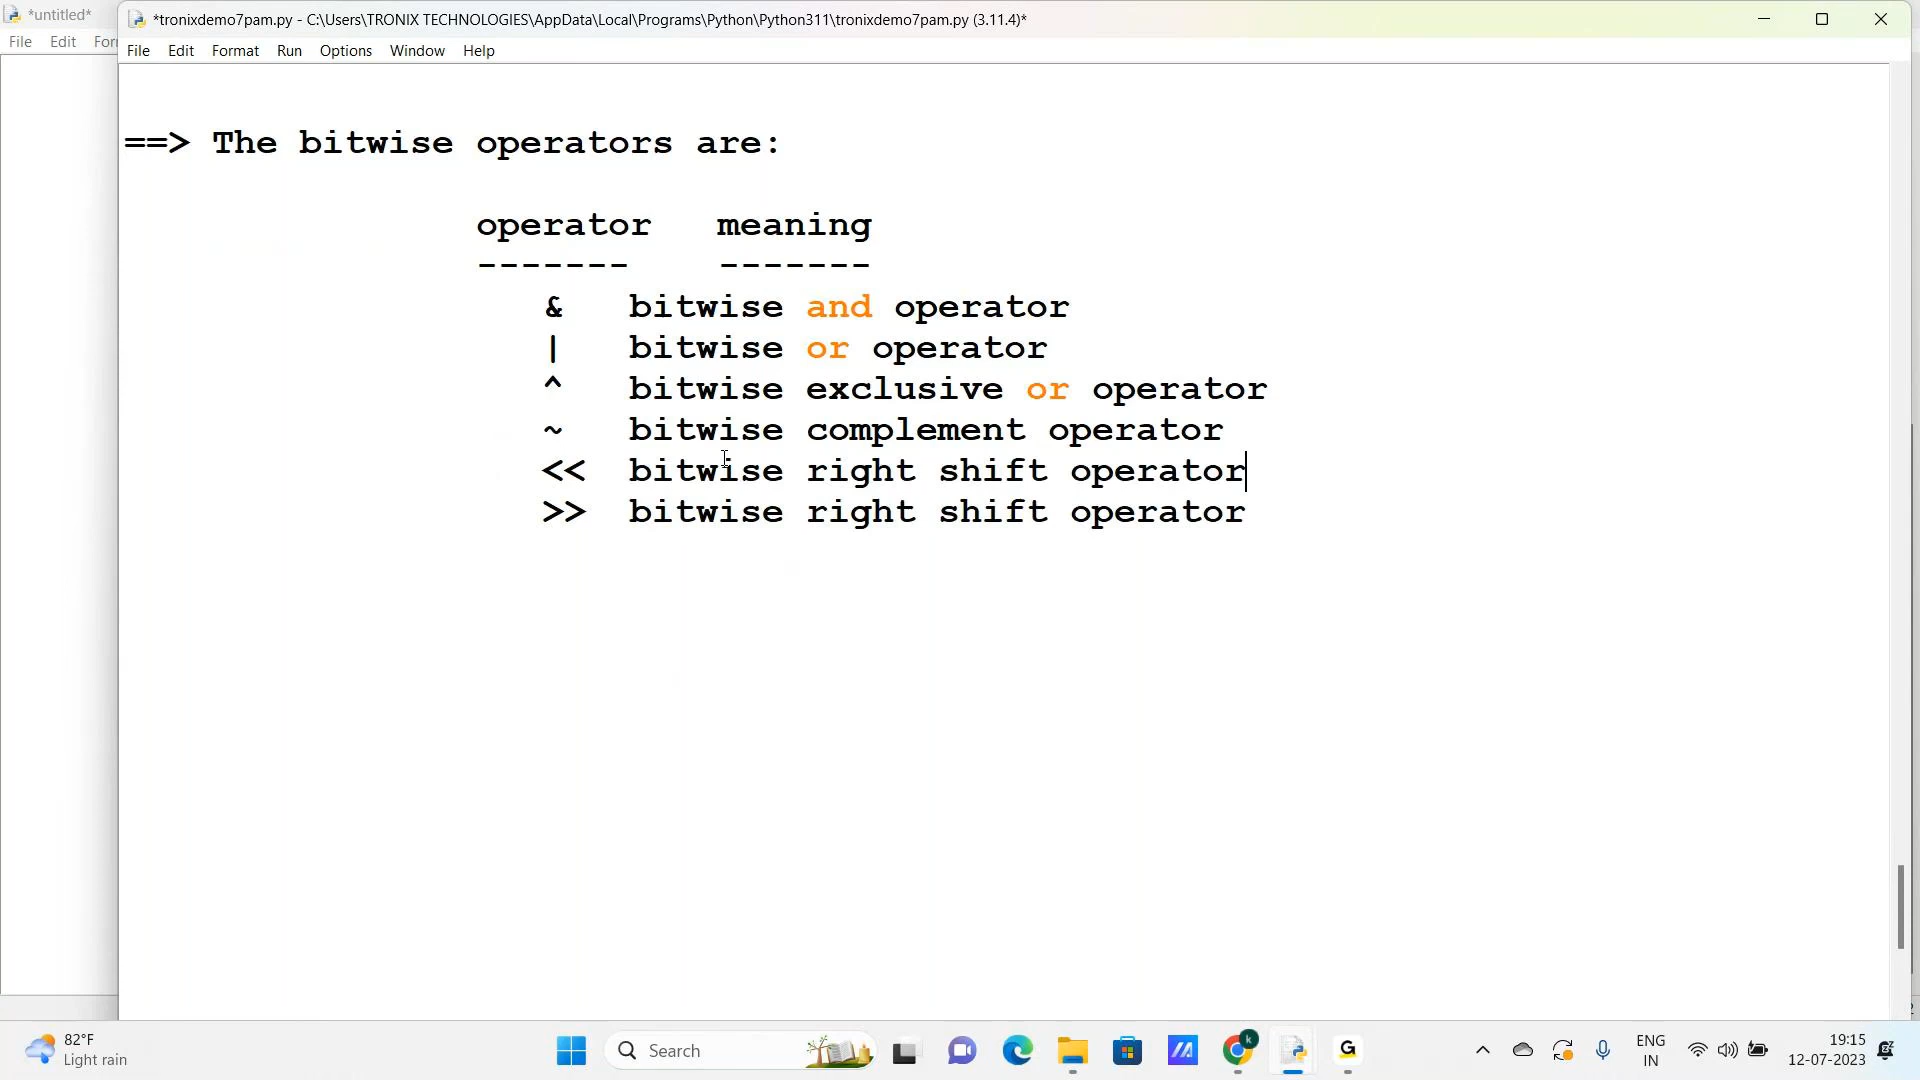 *untitled*
File Edit For
*tronixdemo7pam.py - C:\Users\TRONIX TECHNOLOGIES\AppData\Local\Programs\Python\Python311\tronixdemo7pam.py (3.11.4)*
File Edit Format Run Options Window Help
==> The bitwise operators are:
operator meaning
------- -------
& bitwise and operator
| bitwise or operator
^ bitwise exclusive or operator
~ bitwise complement operator
<< bitwise right shift operator
>> bitwise right shift operator
82°F
Light rain
Search
ENG
IN
19:15
12-07-2023